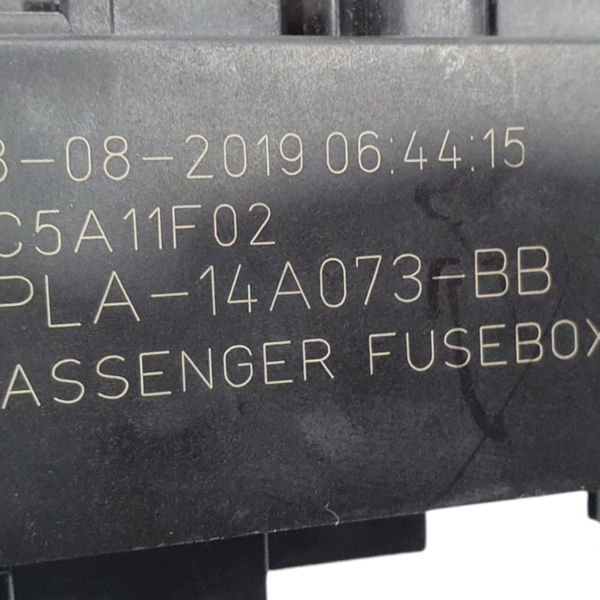 8-08-2019 06:44:15
C5A11F02
PLA-14A073-BB
ASSENGER FUSEBOX